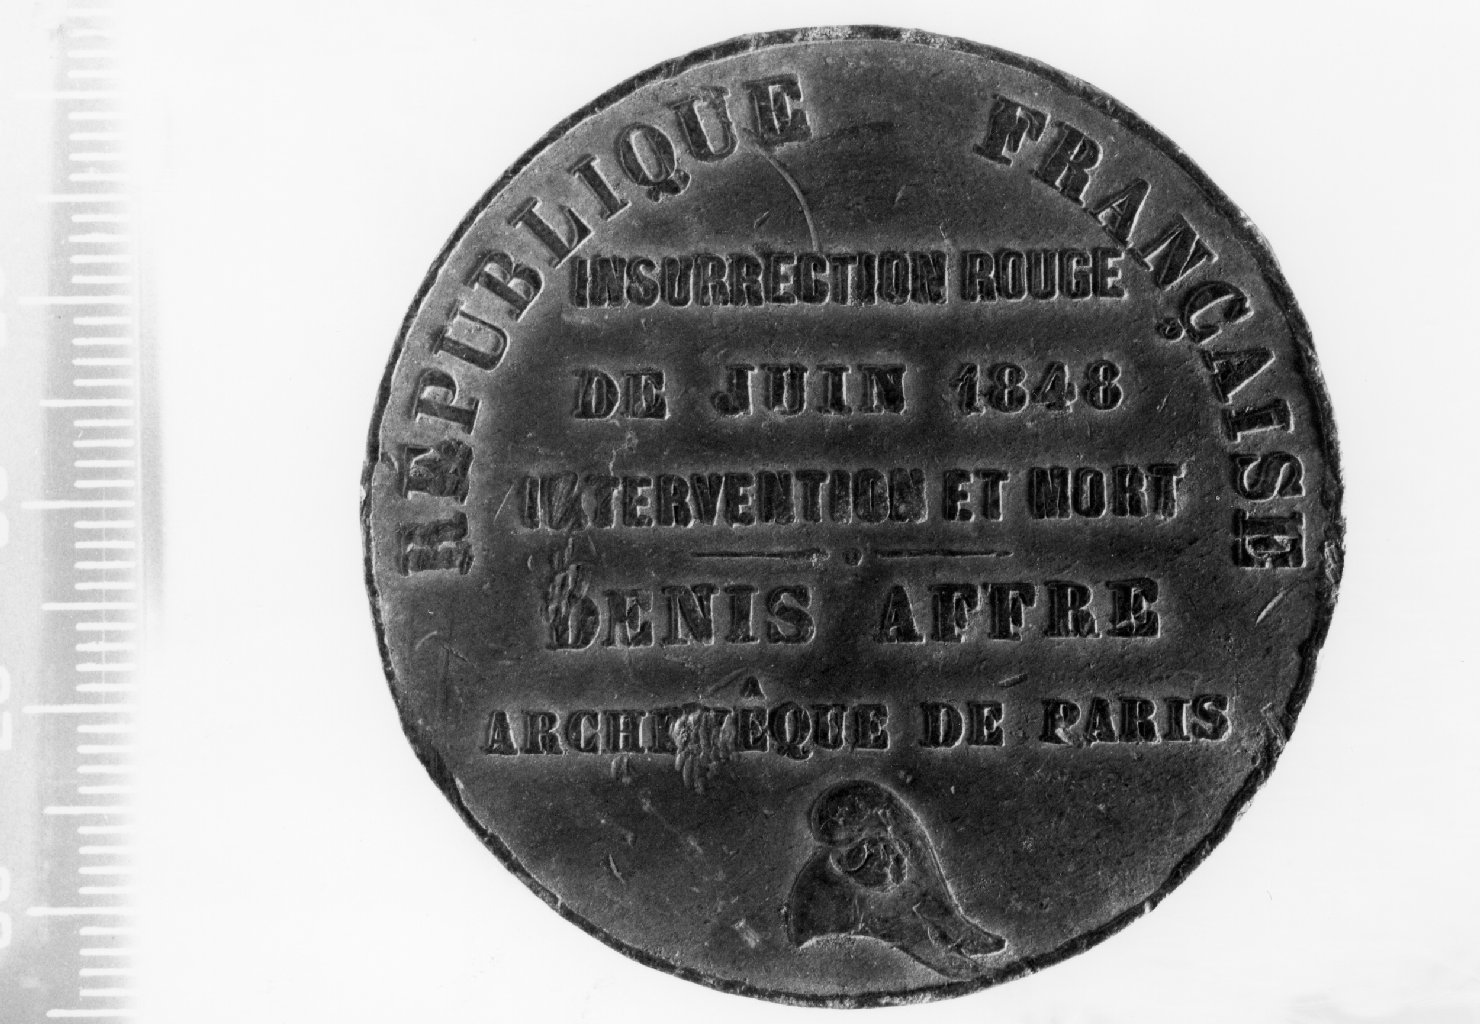 RÉPUBLIQUE FRANÇAISE
INSURRECTION ROUGE
DE JUIN 1848
INTERVENTION ET MORT
DENIS AFFRE
ARCHEVÊQUE DE PARIS